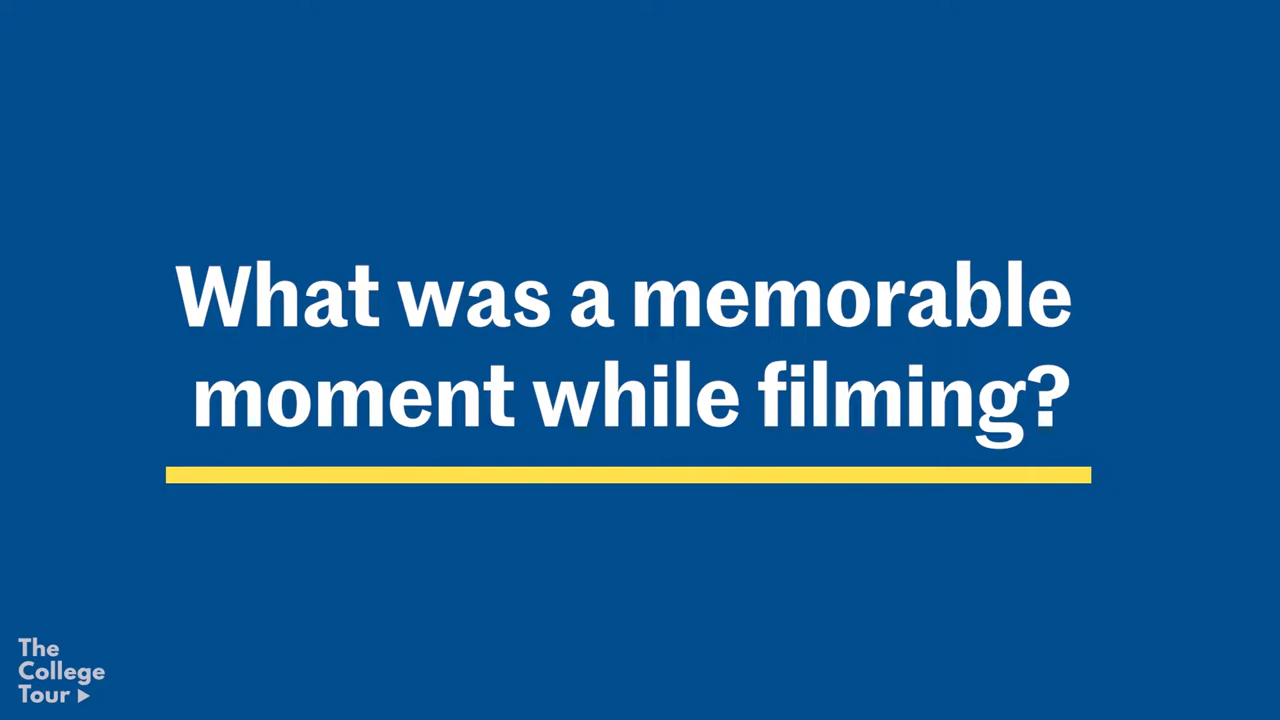 What was a memorable
moment while filming?
The
College
Tour